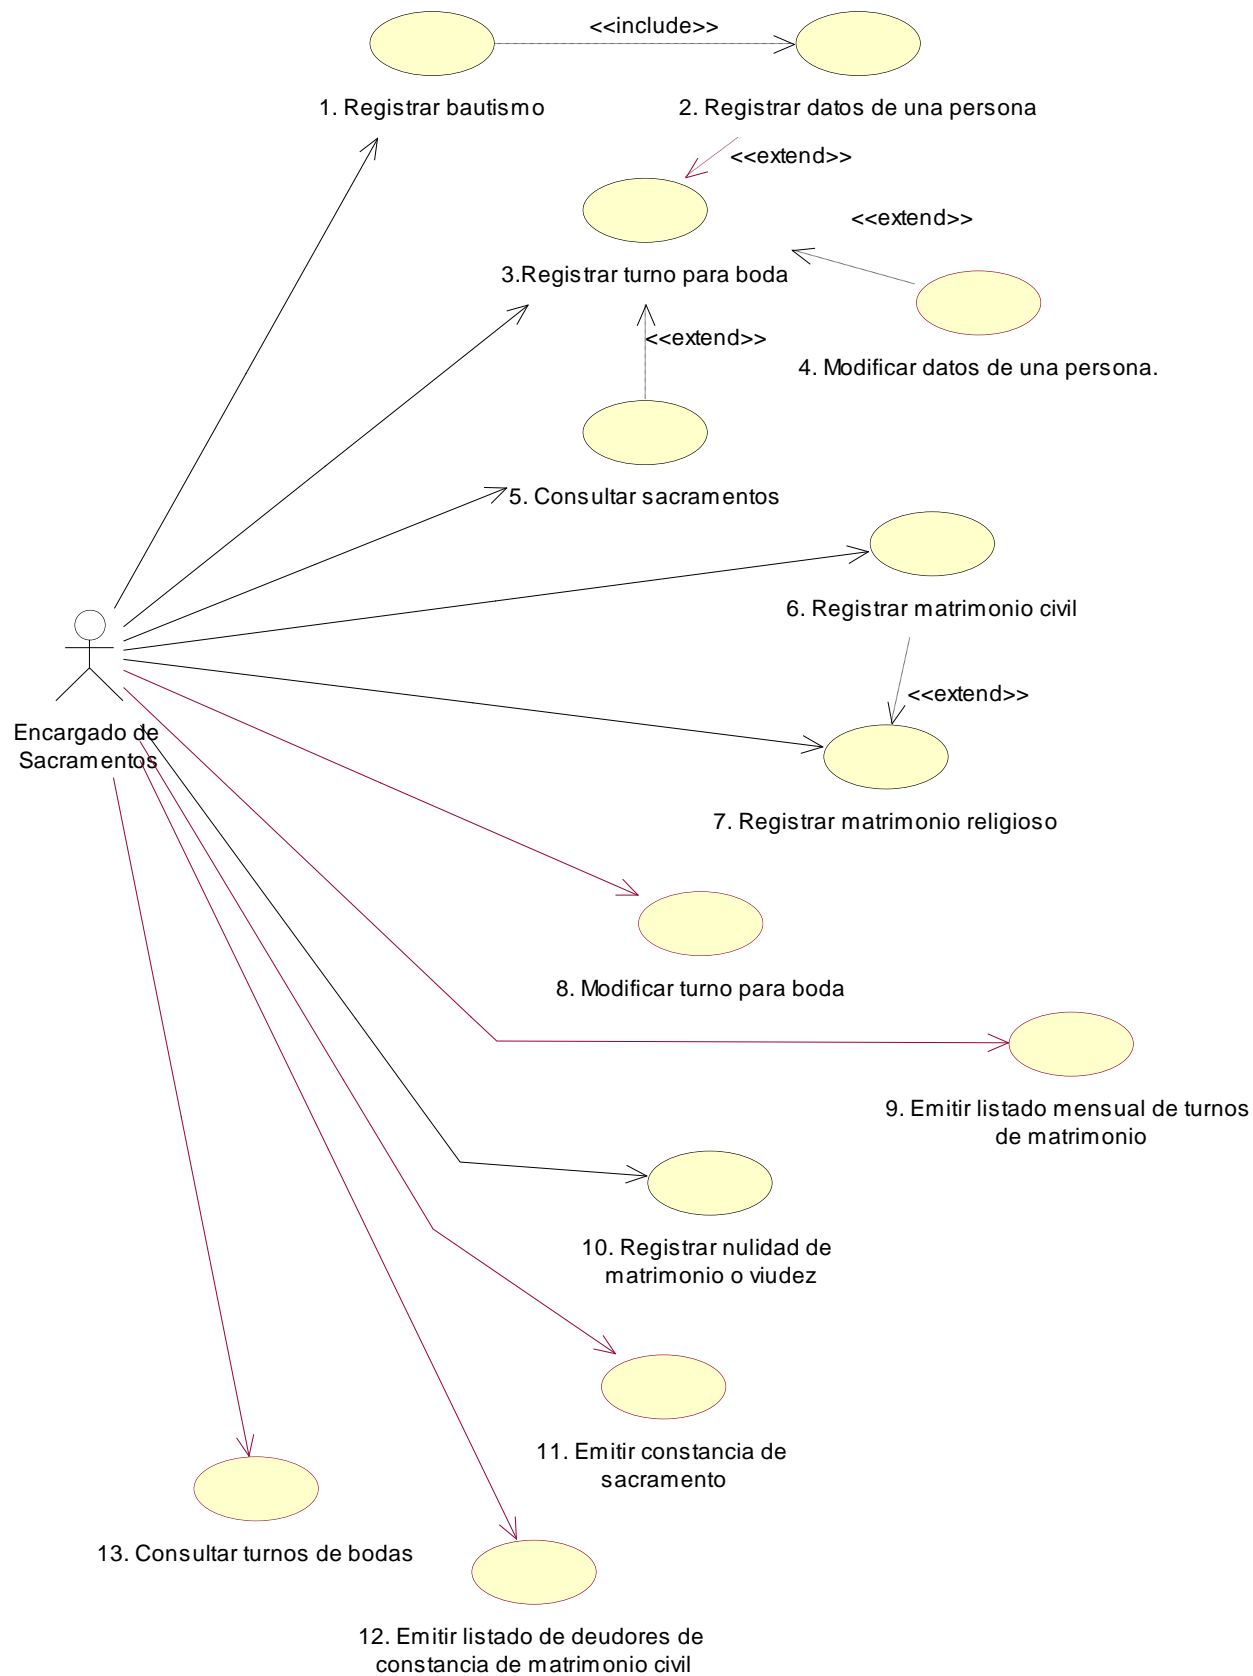 <<include>>
1. Registrar bautismo
2. Registrar datos de una persona
<<extend>>
<<extend>>
3.Registrar turno para boda
<<extend>>
4. Modificar datos de una persona.
5. Consultar sacramentos
6. Registrar matrimonio civil
<<extend>>
Encargado de
Sacramentos
7. Registrar matrimonio religioso
8. Modificar turno para boda
9. Emitir listado mensual de turnos
de matrimonio
10. Registrar nulidad de
matrimonio o viudez
11. Emitir constancia de
sacramento
13. Consultar turnos de bodas
12. Emitir listado de deudores de
constancia de matrimonio civil